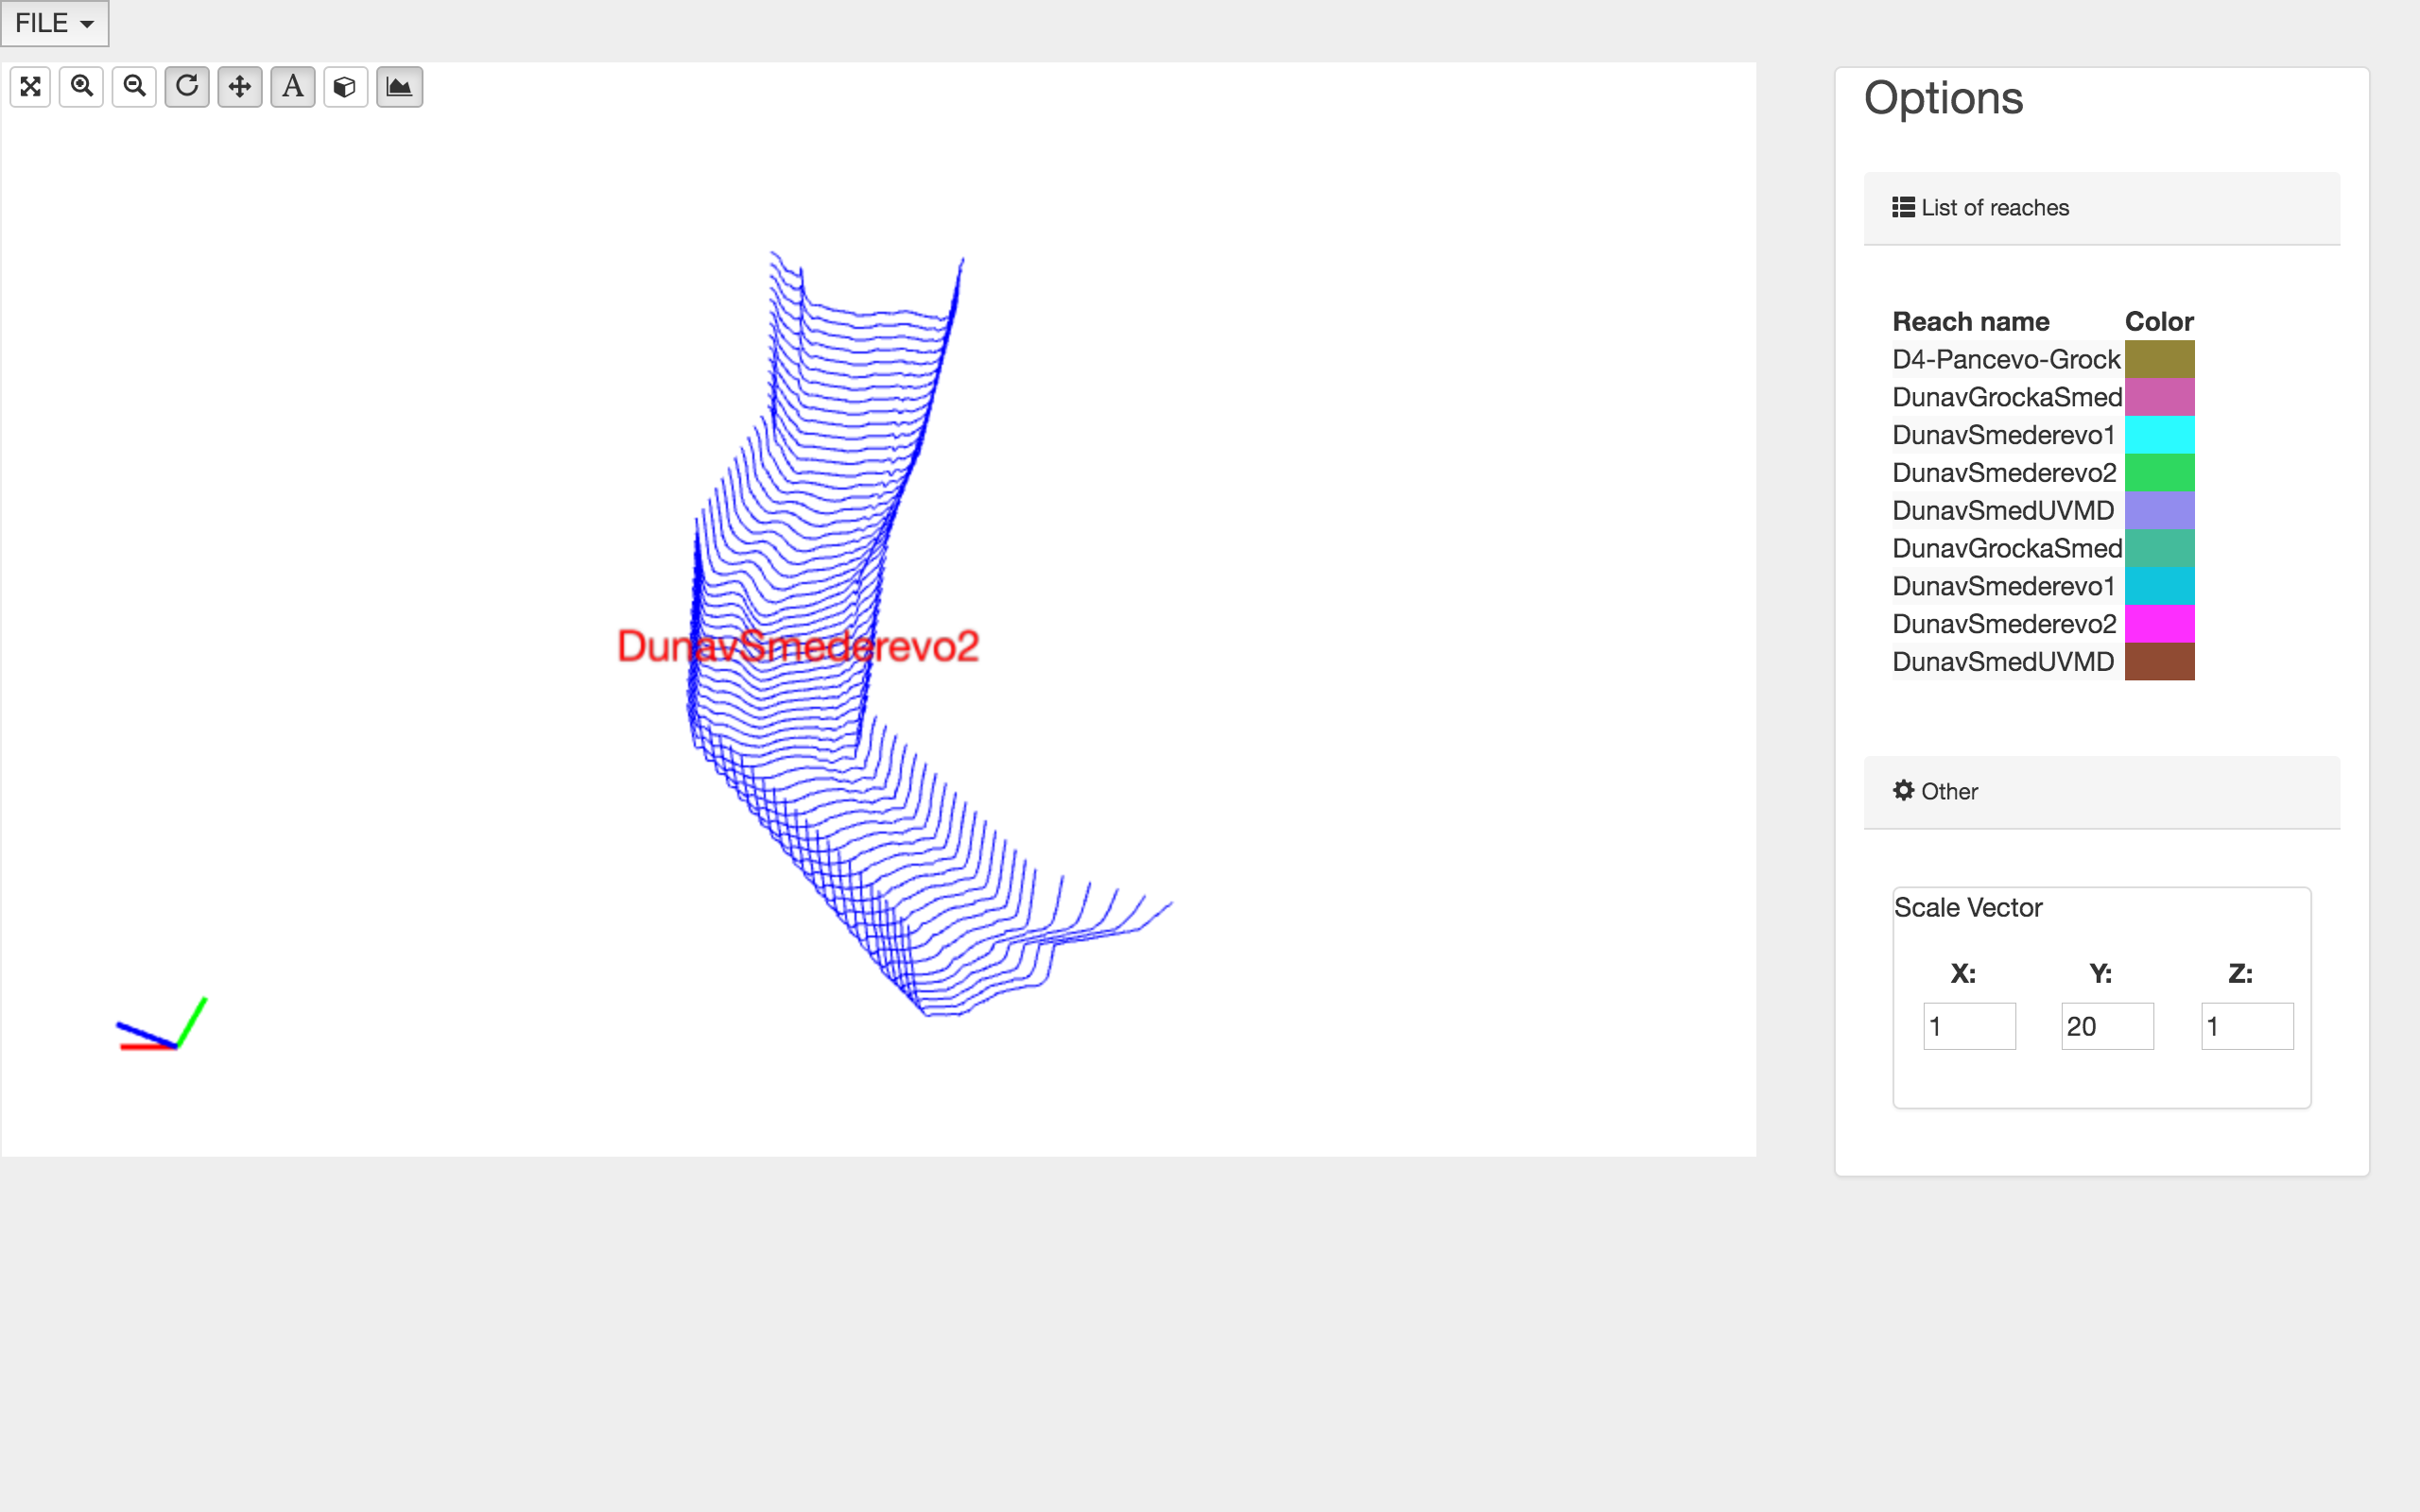 FILE
A
Options
List of reaches
Reach name Color
D4-Pancevo-Grock
DunavGrockaSmed
DunavSmederevo1
DunavSmederevo2
DunavSmedUVMD
DunavGrockaSmed
DunavSmederevo1
DunavSmederevo2
DunavSmedUVMD
DunavSmederevo2
Other
Scale Vector
X: Y: Z:
1 20 1